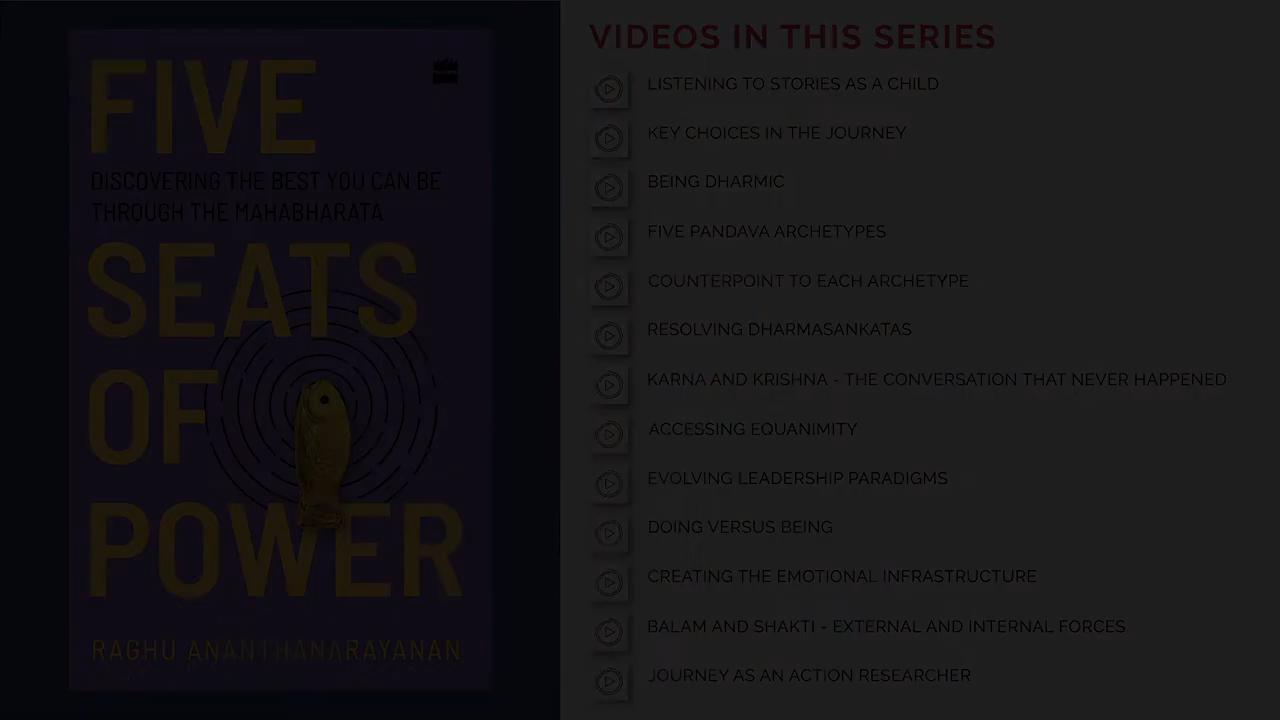 FIVE
DISCOVERING THE BEST YOU CAN BE
THROUGH THE MAHABHARATA
SEATS
OF
POWER
RAGHU ANANTHANARAYANAN
VIDEOS IN THIS SERIES
LISTENING TO STORIES AS A CHILD
KEY CHOICES IN THE JOURNEY
BEING DHARMIC
FIVE PANDAVA ARCHETYPES
COUNTERPOINT TO EACH ARCHETYPE
RESOLVING DHARMASANKATAS
KARNA AND KRISHNA - THE CONVERSATION THAT NEVER HAPPENED
ACCESSING EQUANIMITY
EVOLVING LEADERSHIP PARADIGMS
DOING VERSUS BEING
CREATING THE EMOTIONAL INFRASTRUCTURE
BALAM AND SHAKTI - EXTERNAL AND INTERNAL FORCES
JOURNEY AS AN ACTION RESEARCHER